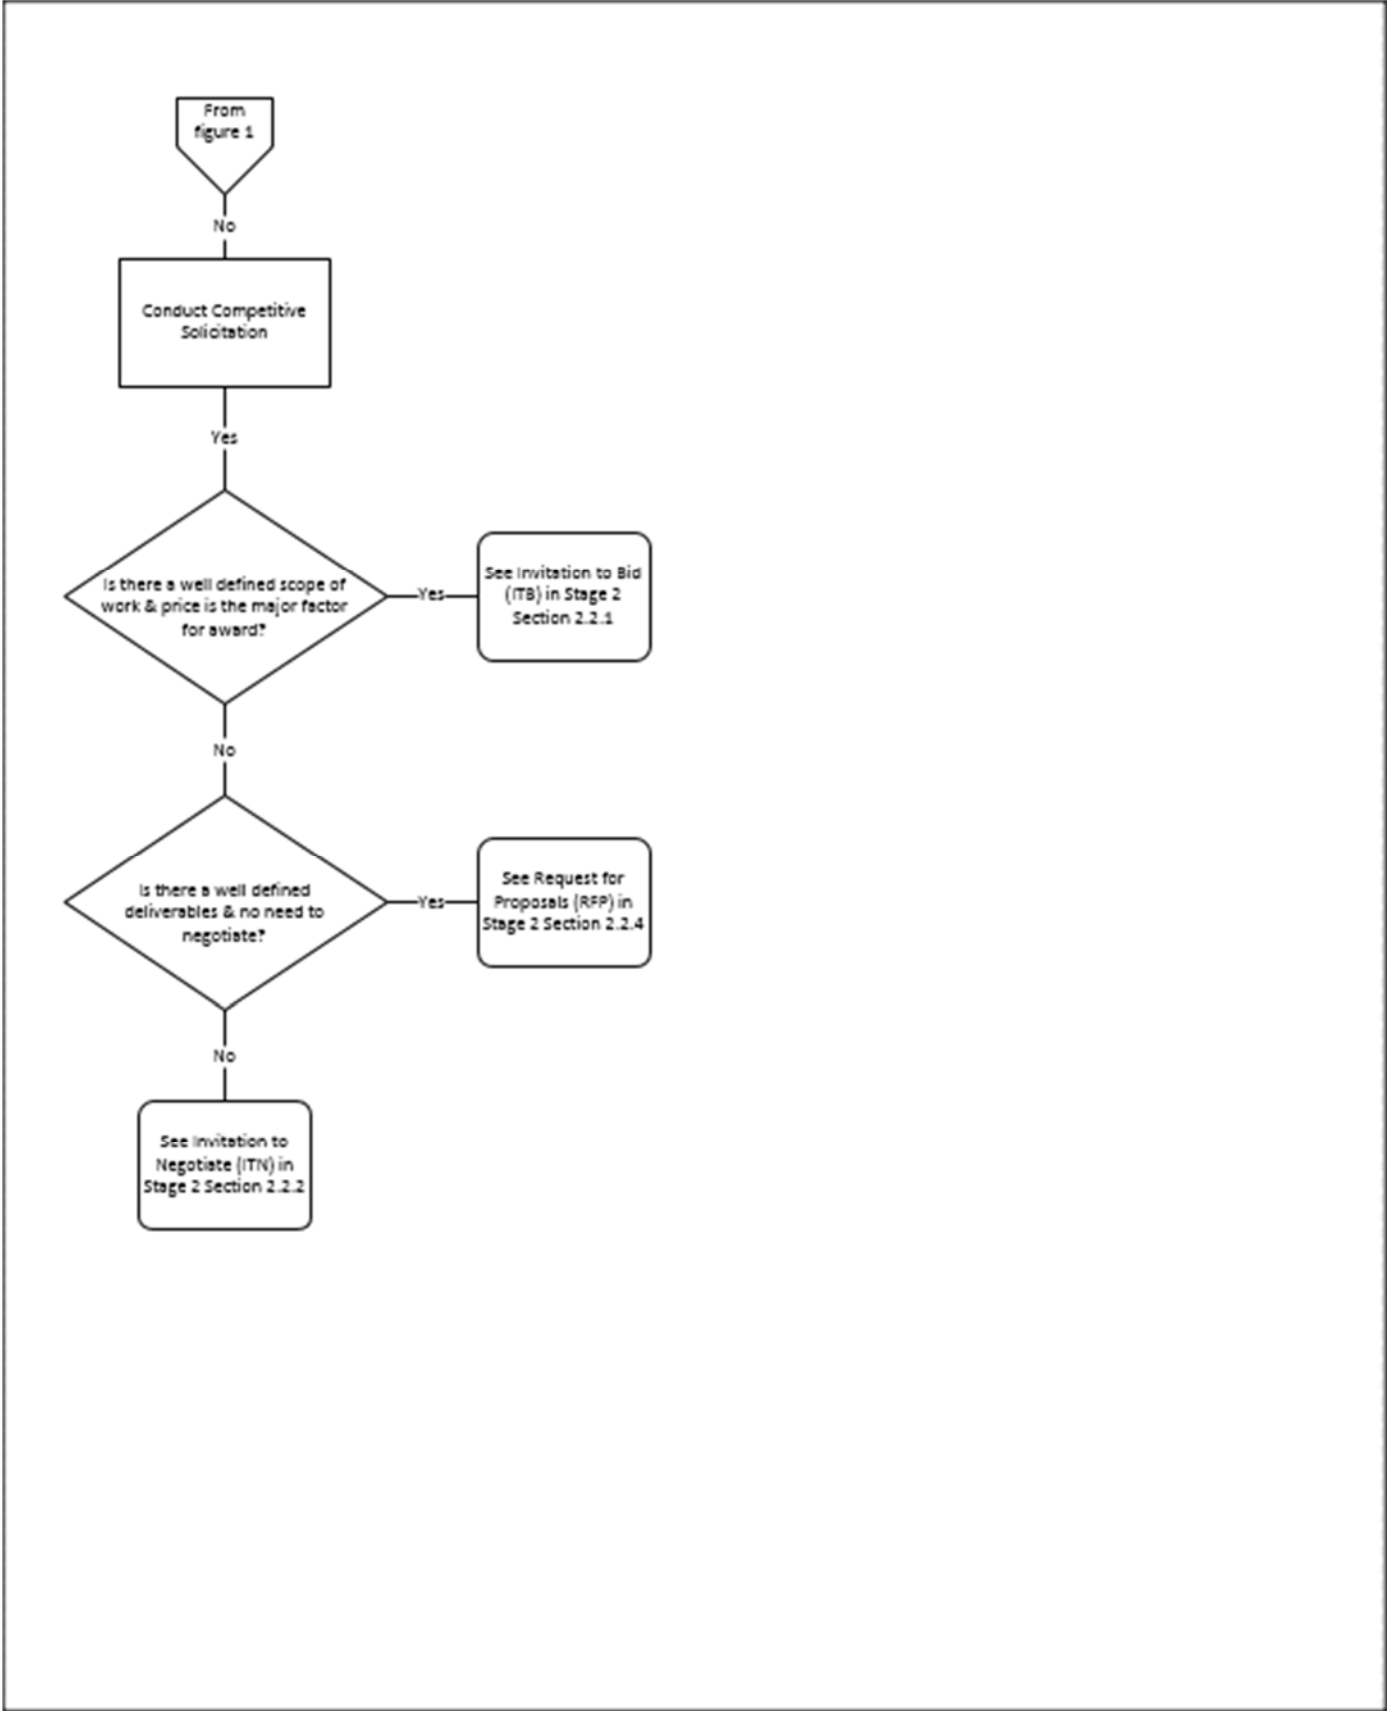 From
figure 1
No
Conduct Competitive
Solicitation
Yes
Is there a well defined scope of
work & price is the major factor
for award?
Yes
See Invitation to Bid
(ITB) in Stage 2
Section 2.2.1
No
Is there a well defined
deliverables & no need to
negotiate?
Yes
See Request for
Proposals (RFP) in
Stage 2 Section 2.2.4
No
See Invitation to
Negotiate (ITN) in
Stage 2 Section 2.2.2